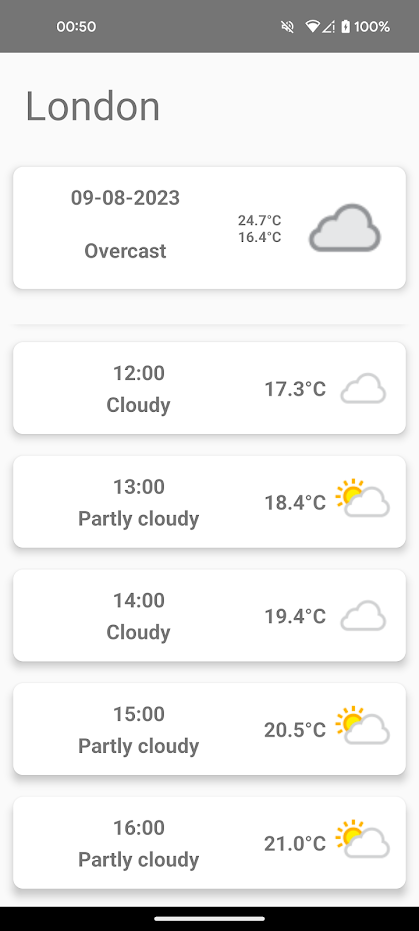 00:50 100%
London
09-08-2023
24.7°C
16.4°C
Overcast
12:00
Cloudy
17.3°C
13:00
Partly cloudy
18.4°C
14:00
Cloudy
19.4°C
15:00
Partly cloudy
20.5°C
16:00
Partly cloudy
21.0°C